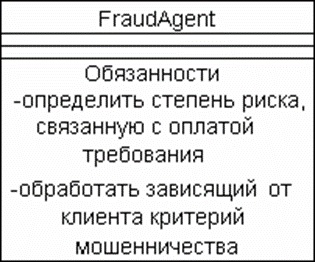 FraudAgent
Обязанности
-определить степень риска,
связанную с оплатой
требования
-обработать зависящий от
клиента критерий
мошенничества